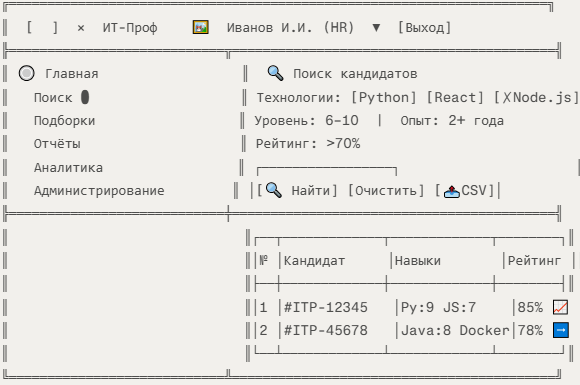 [ ] × ИТ-Проф 🖼 Иванов И.И. (HR) ▼ [Выход]
Главная
🔍 Поиск кандидатов
Поиск
Технологии: [Python] [React] [XNode.js]
Подборки
Уровень: 6–10 | Опыт: 2+ года
Отчёты
Рейтинг: >70%
Аналитика
Администрирование
[🔍 Найти] [Очистить] [📤CSV]
№ Кандидат Навыки Рейтинг
1 #ITP-12345 Py:9 JS:7 85% 📈
2 #ITP-45678 Java:8 Docker 78% ➡